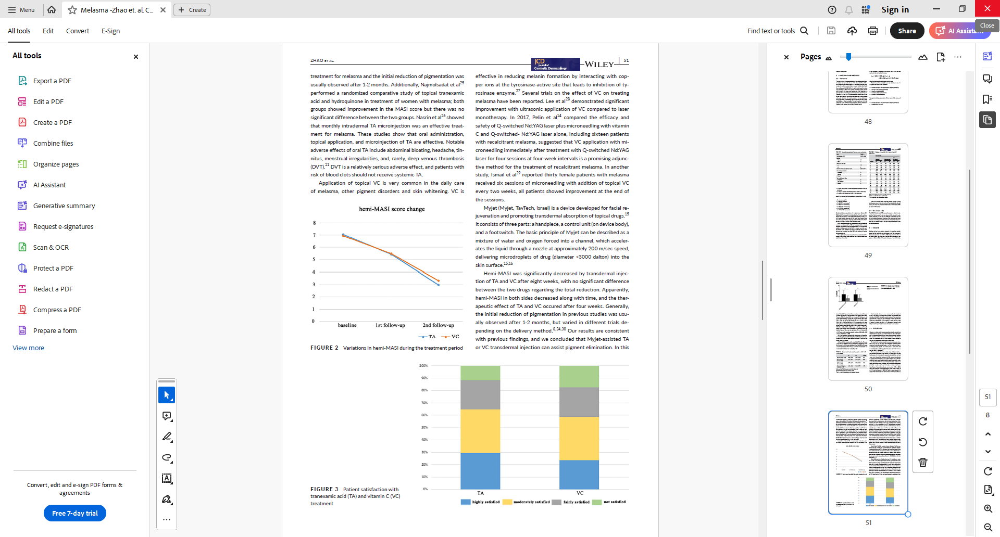 Menu
Melasma -Zhao et. al. C...
Create
Sign in
Close
All tools
Edit
Convert
E-Sign
Find text or tools
Share
AI Assistant
All tools
Export a PDF
Edit a PDF
Create a PDF
Combine files
Organize pages
AI Assistant
Generative summary
Request e-signatures
Scan & OCR
Protect a PDF
Redact a PDF
Compress a PDF
Prepare a form
View more
Convert, edit and e-sign PDF forms &
agreements
Free 7-day trial
ZHAO ET AL.
JCD
Journal of
Cosmetic Dermatology
WILEY
51
treatment for melasma and the initial reduction of pigmentation was
usually observed after 1-2 months. Additionally, Najmolsadat et al25
performed a randomized comparative study of topical tranexamic
acid and hydroquinone in treatment of women with melasma; both
groups showed improvement in the MASI score but there was no
significant difference between the two groups. Nasrin et al26 showed
that monthly intradermal TA microinjection was an effective treat-
ment for melasma. These studies show that oral administration,
topical application, and microinjection of TA are effective. Notable
adverse effects of oral TA include abdominal bloating, headache, tin-
nitus, menstrual irregularities, and, rarely, deep venous thrombosis
(DVT).21 DVT is a relatively serious adverse effect, and patients with
risk of blood clots should not receive systemic TA.
Application of topical VC is very common in the daily care
of melasma, other pigment disorders and skin whitening. VC is
hemi-MASI score change
8
7
6
5
4
3
2
1
0
baseline
1st follow-up
2nd follow-up
TA
VC
FIGURE 2 Variations in hemi-MASI during the treatment period
effective in reducing melanin formation by interacting with cop-
per ions at the tyrosinase-active site that leads to inhibition of ty-
rosinase enzyme.27 Several trials on the effect of VC on treating
melasma have been reported. Lee et al28 demonstrated significant
improvement with ultrasonic application of VC compared to laser
monotherapy. In 2017, Pelin et al14 compared the efficacy and
safety of Q-switched Nd:YAG laser plus microneedling with vitamin
C and Q-switched- Nd:YAG laser alone, including sixteen patients
with recalcitrant melasma, suggested that VC application with mi-
croneedling immediately after treatment with Q-switched Nd:YAG
laser for four sessions at four-week intervals is a promising adjunc-
tive method for the treatment of recalcitrant melasma. In another
study, Ismail et al29 reported thirty female patients with melasma
received six sessions of microneedling with addition of topical VC
every two weeks, all patients showed improvement at the end of
the sessions.
Myjet (Myjet, TavTech, Israel) is a device developed for facial re-
juvenation and promoting transdermal absorption of topical drugs.15
It consists of three parts: a handpiece, a control unit (on device body),
and a footswitch. The basic principle of Myjet can be described as a
mixture of water and oxygen forced into a channel, which acceler-
ates the liquid through a nozzle at approximately 200 m/sec speed,
delivering microdroplets of drug (diameter <3000 dalton) into the
skin surface.15,16
Hemi-MASI was significantly decreased by transdermal injec-
tion of TA and VC after eight weeks, with no significant difference
between the two drugs regarding the total reduction. Apparently,
hemi-MASI in both sides decreased along with time, and the ther-
apeutic effect of TA and VC occured after four weeks. Generally,
the initial reduction of pigmentation in previous studies was usu-
ally observed after 1-2 months, but varied in different trials de-
pending on the delivery method.8,24,30 Our results are consistent
with previous findings, and we concluded that Myjet-assisted TA
or VC transdermal injection can assist pigment elimination. In this
100%
90%
80%
70%
60%
50%
40%
30%
20%
10%
0%
TA
VC
highly satisfied
moderately satisfied
fairly satisfied
not satisfied
FIGURE 3 Patient satisfaction with
tranexamic acid (TA) and vitamin C (VC)
treatment
Pages
48
49
50
51
51
8